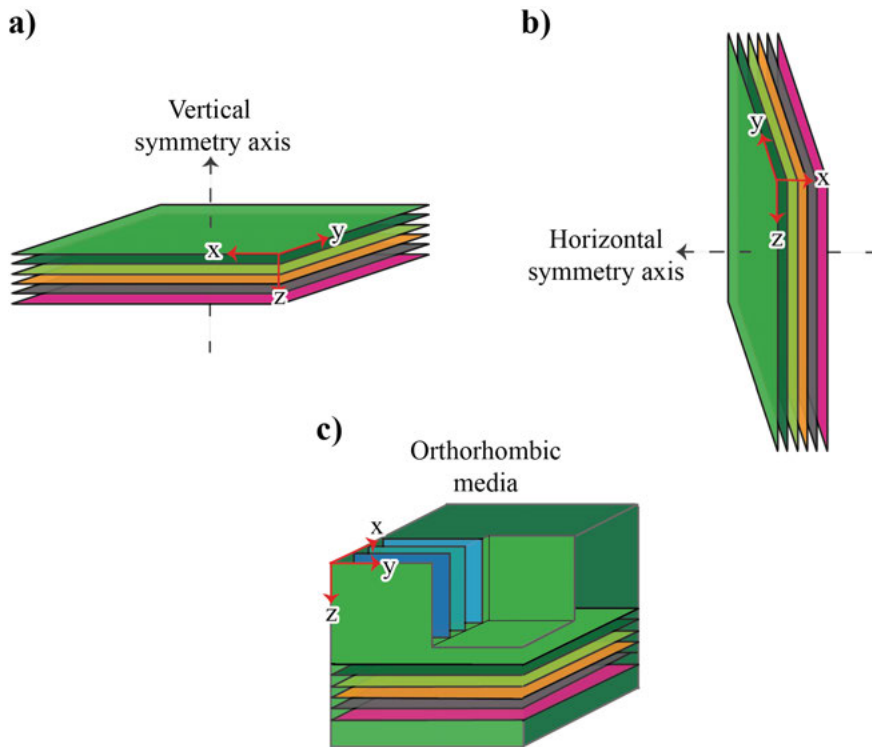 a)
Vertical
symmetry axis
x
y
z
b)
y
x
z
Horizontal
symmetry axis
c)
Orthorhombic
media
x
y
z